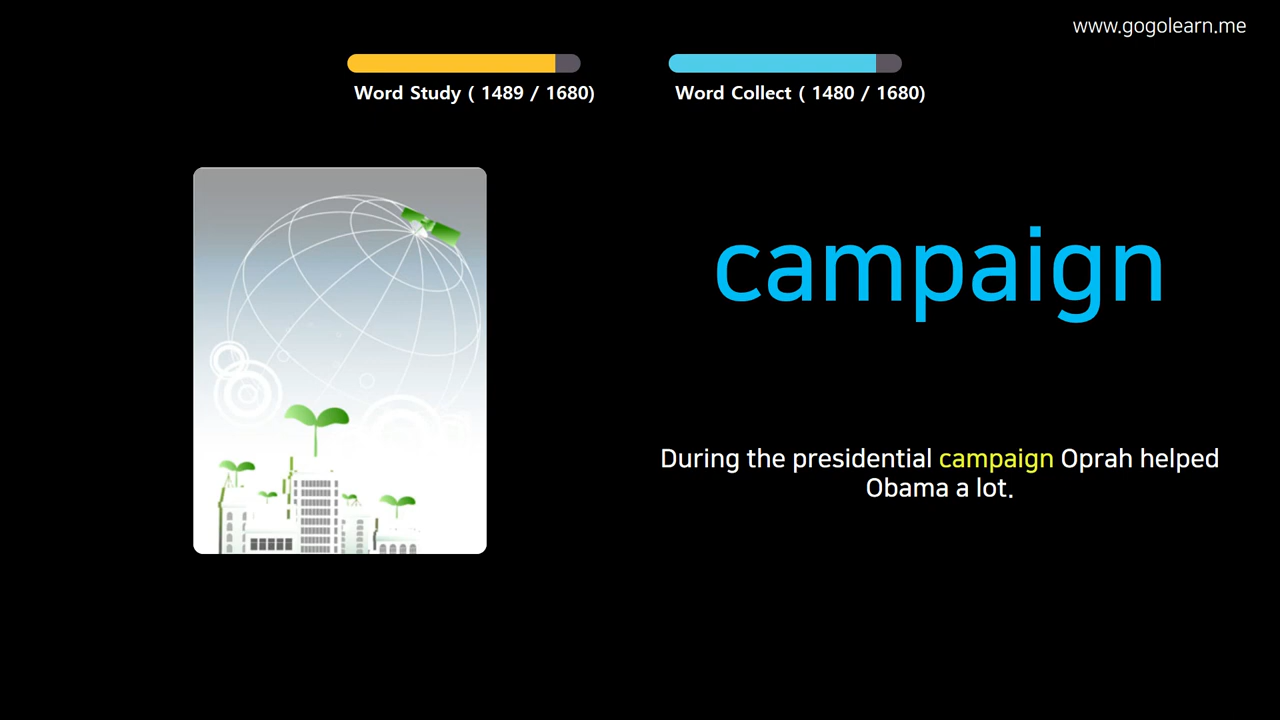 www.gogolearn.me
Word Study ( 1489 / 1680)
Word Collect ( 1480 / 1680)
campaign
During the presidential campaign Oprah helped
Obama a lot.